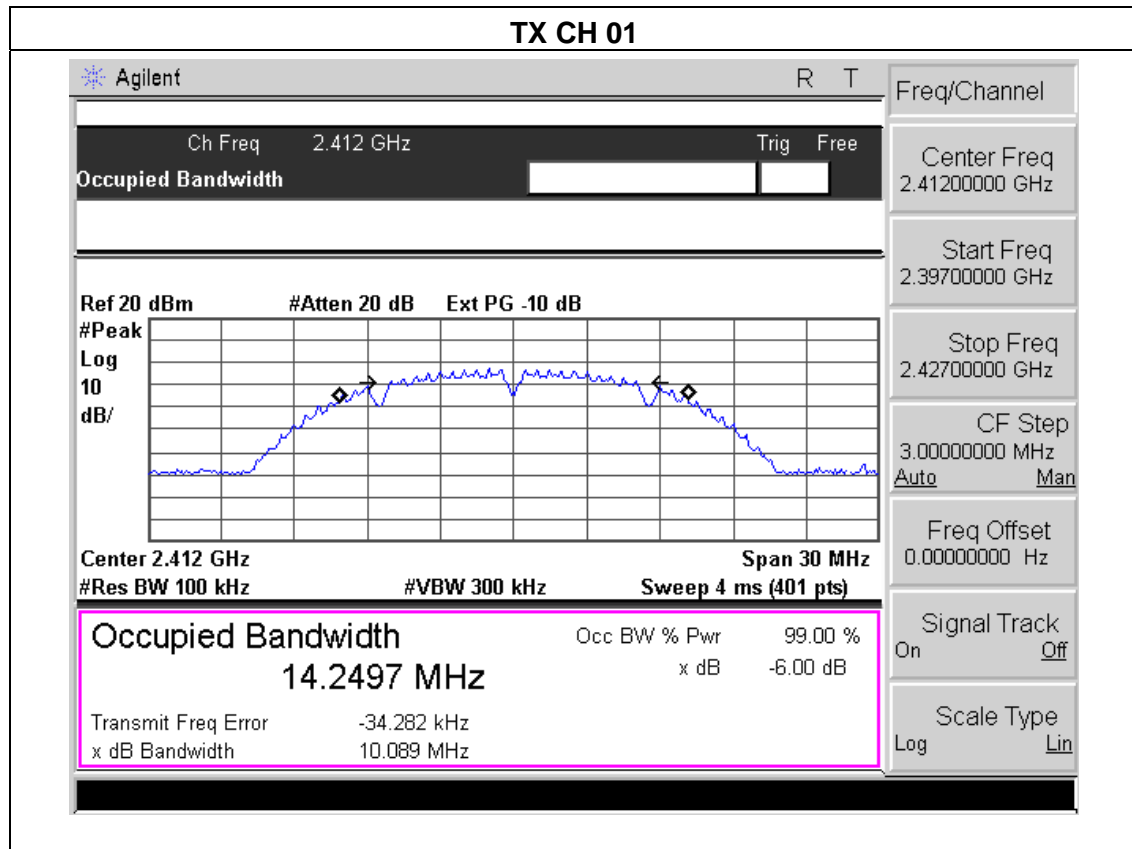 TX CH 01
Agilent R T
Freq/Channel
Ch Freq 2.412 GHz Trig Free
Occupied Bandwidth
Center Freq
2.41200000 GHz
Start Freq
2.39700000 GHz
Stop Freq
2.42700000 GHz
CF Step
3.00000000 MHz
Auto Man
Freq Offset
0.00000000 Hz
Signal Track
On Off
Scale Type
Log Lin
Ref 20 dBm #Atten 20 dB Ext PG -10 dB
#Peak
Log
10
dB/
Center 2.412 GHz Span 30 MHz
#Res BW 100 kHz #VBW 300 kHz Sweep 4 ms (401 pts)
Occupied Bandwidth Occ BW % Pwr 99.00 %
14.2497 MHz x dB -6.00 dB
Transmit Freq Error -34.282 kHz
x dB Bandwidth 10.089 MHz